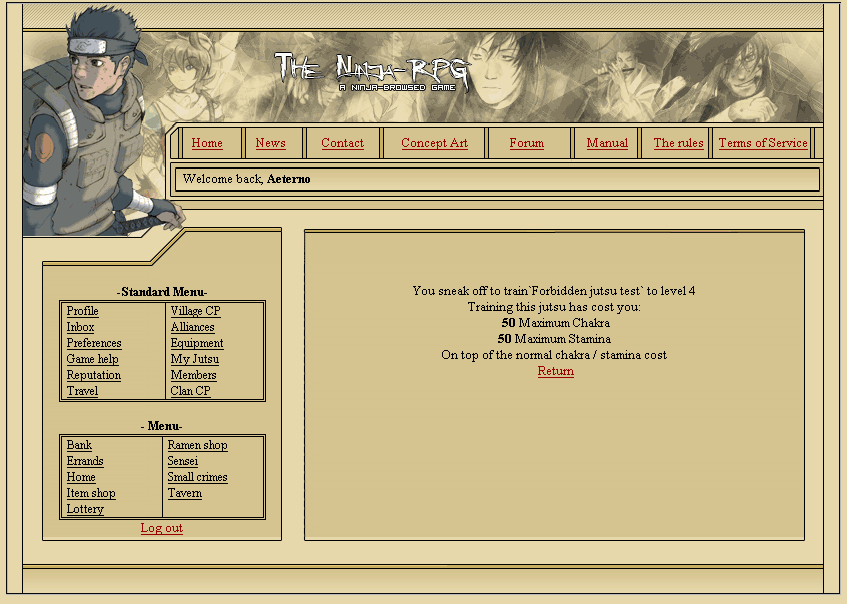 THE NINJA-RPG
A NINJA-BROWSED GAME
Home News Contact Concept Art Forum Manual The rules Terms of Service
Welcome back, Aeterno
-Standard Menu-
Profile Village CP
Inbox Alliances
Preferences Equipment
Game help My Jutsu
Reputation Members
Travel Clan CP
- Menu-
Bank Ramen shop
Errands Sensei
Home Small crimes
Item shop Tavern
Lottery
Log out
You sneak off to train`Forbidden jutsu test` to level 4
Training this jutsu has cost you:
50 Maximum Chakra
50 Maximum Stamina
On top of the normal chakra / stamina cost
Return